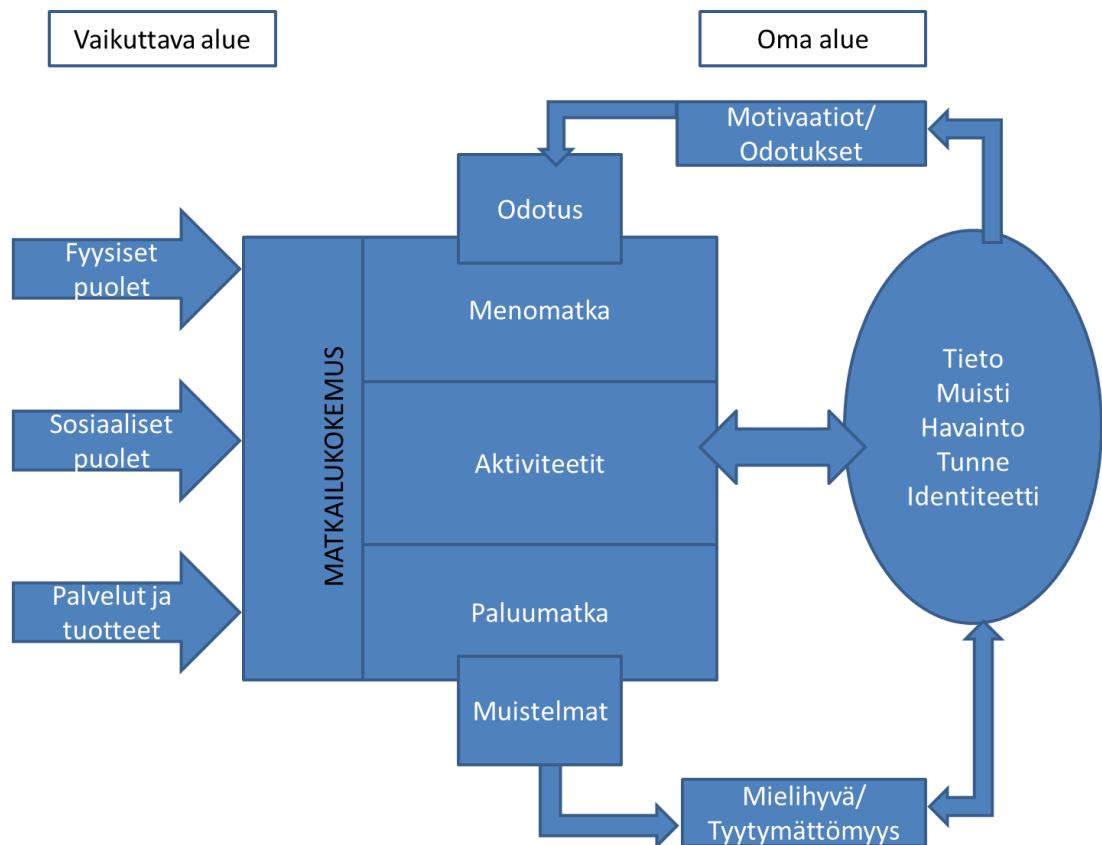 Vaikuttava alue
Oma alue
Motivaatiot/
Odotukset
Odotus
Fyysiset
puolet
Menomatka
MATKAILUKOKEMUS
Tieto
Muisti
Havainto
Tunne
Identiteetti
Sosiaaliset
puolet
Aktiviteetit
Palvelut ja
tuotteet
Paluumatka
Muistelmat
Mielihyvä/
Tyytymättömyys